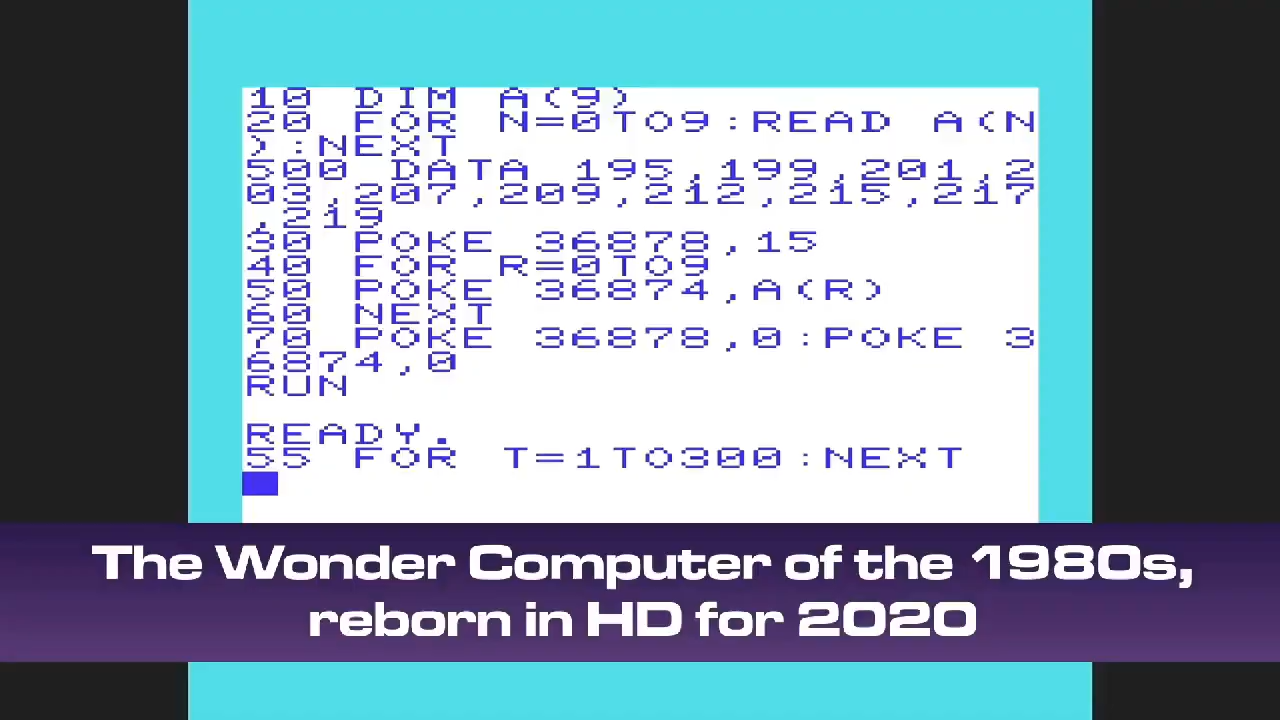 10 DIM A(9)
20 FOR N=0TO9:READ A(N
):NEXT
500 DATA 195,199,201,2
03,207,209,212,215,217
,219
30 POKE 36878,15
40 FOR R=0TO9
50 POKE 36874,A(R)
60 NEXT
70 POKE 36878,0:POKE 3
6874,0
RUN
READY.
55 FOR T=1TO300:NEXT
The Wonder Computer of the 1980s,
reborn in HD for 2020